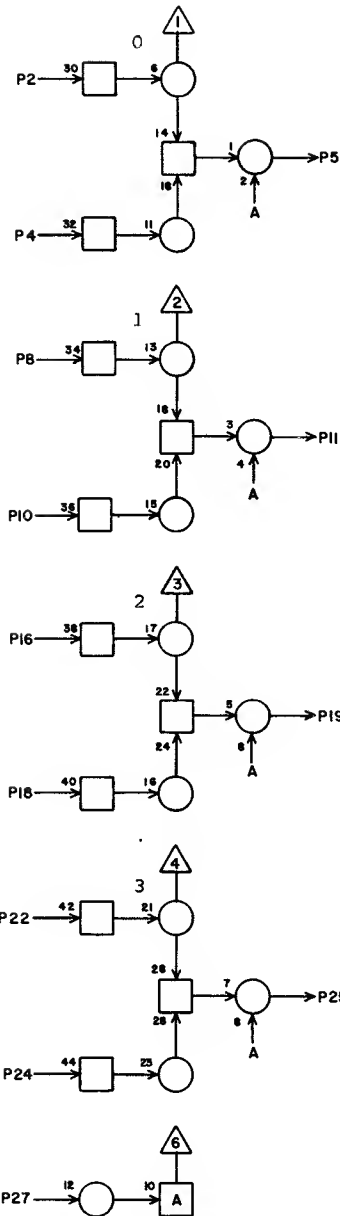 1
0
P2 30 6
14 1 P5
18 2
P4 32 11 A
2
1
P8 34 13
18 3 P11
20 4
P10 36 15 A
3
2
P16 38 17
22 5 P19
24 6
P18 40 16 A
4
3
P22 42 21
26 7 P25
28 8
P24 44 23 A
6
P27 12 10 A